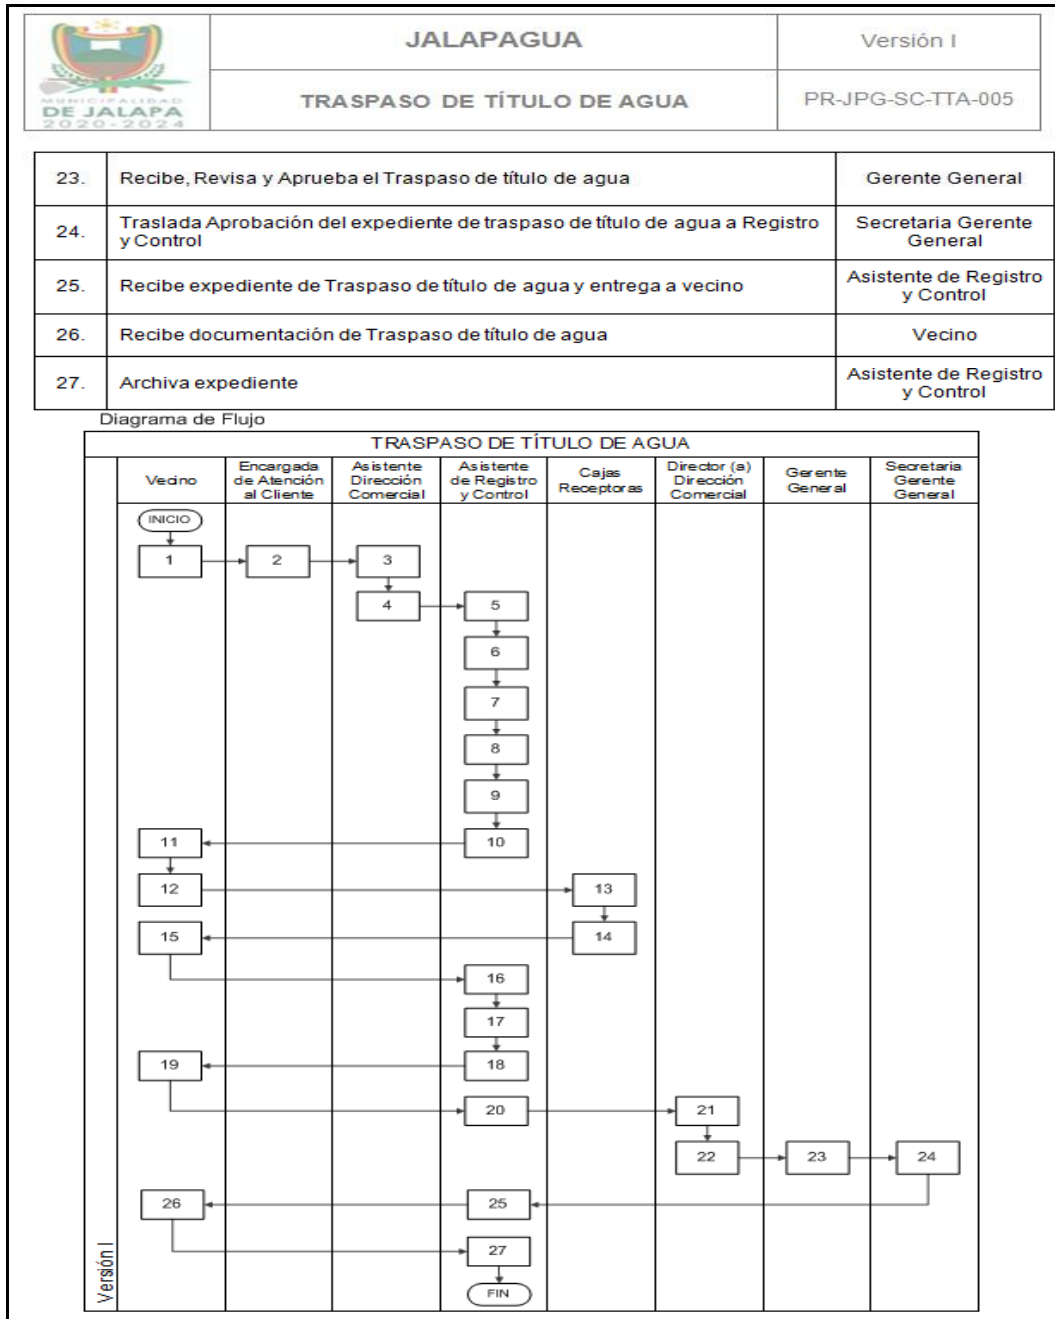 JALAPAGUA
Versión I
MUNICIPALIDAD
DE JALAPA
2020-2024
TRASPASO DE TÍTULO DE AGUA
PR-JPG-SC-TTA-005
23. Recibe, Revisa y Aprueba el Traspaso de título de agua Gerente General
24. Traslada Aprobación del expediente de traspaso de título de agua a Registro
y Control
Secretaria Gerente
General
25. Recibe expediente de Traspaso de título de agua y entrega a vecino
Asistente de Registro
y Control
26. Recibe documentación de Traspaso de título de agua Vecino
27. Archiva expediente
Asistente de Registro
y Control
Diagrama de Flujo
TRASPASO DE TÍTULO DE AGUA
Vecino
Encargada
de Atención
al Cliente
Asistente
Dirección
Comercial
Asistente
de Registro
y Control
Cajas
Receptoras
Director (a)
Dirección
Comercial
Gerente
General
Secretaria
Gerente
General
INICIO
1 2 3
4 5
6
7
8
9
11 10
12 13
15 14
16
17
19 18
20 21
22 23 24
26 25
27
FIN
Versión I